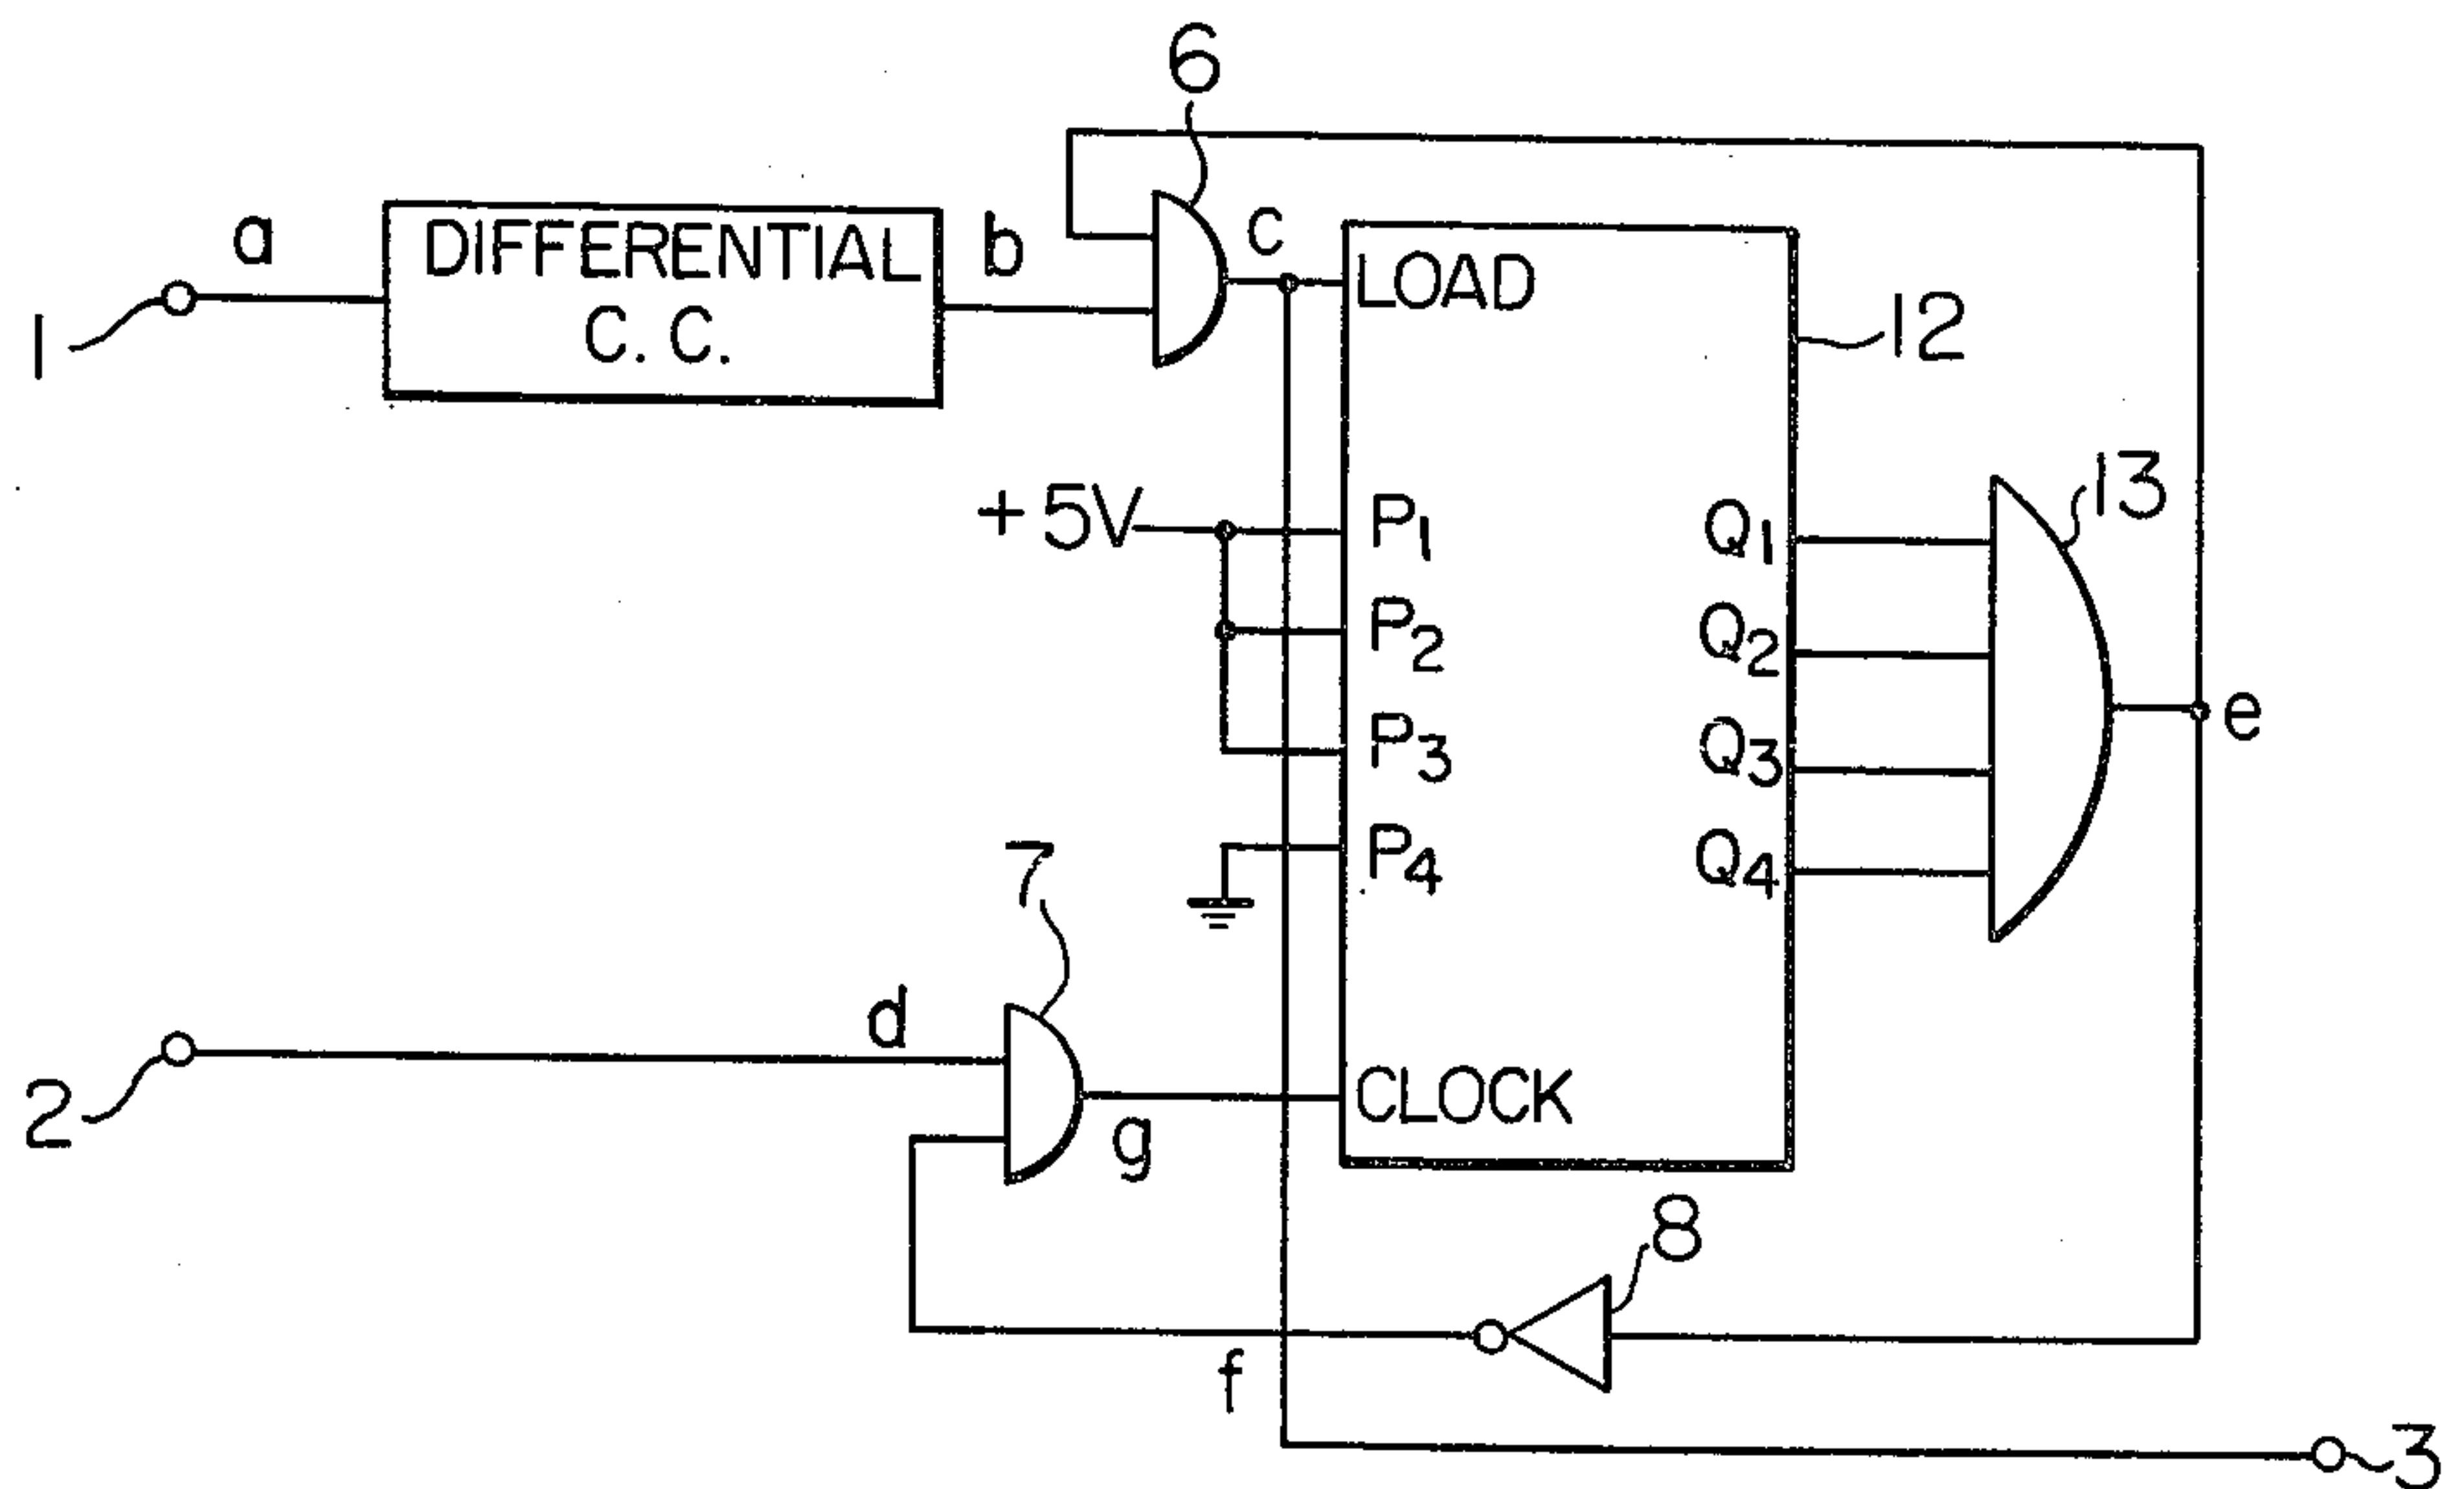 6
a
DIFFERENTIAL
C. C.
b
c
LOAD
1
12
+5V
P1
P2
P3
P4
Q1
Q2
Q3
Q4
13
e
7
d
2
g
CLOCK
8
f
3